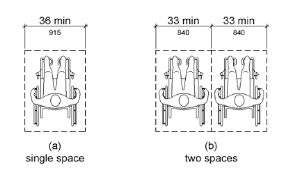 36 min
915
33 min
33 min
840
840
(a)
single space
(b)
two spaces